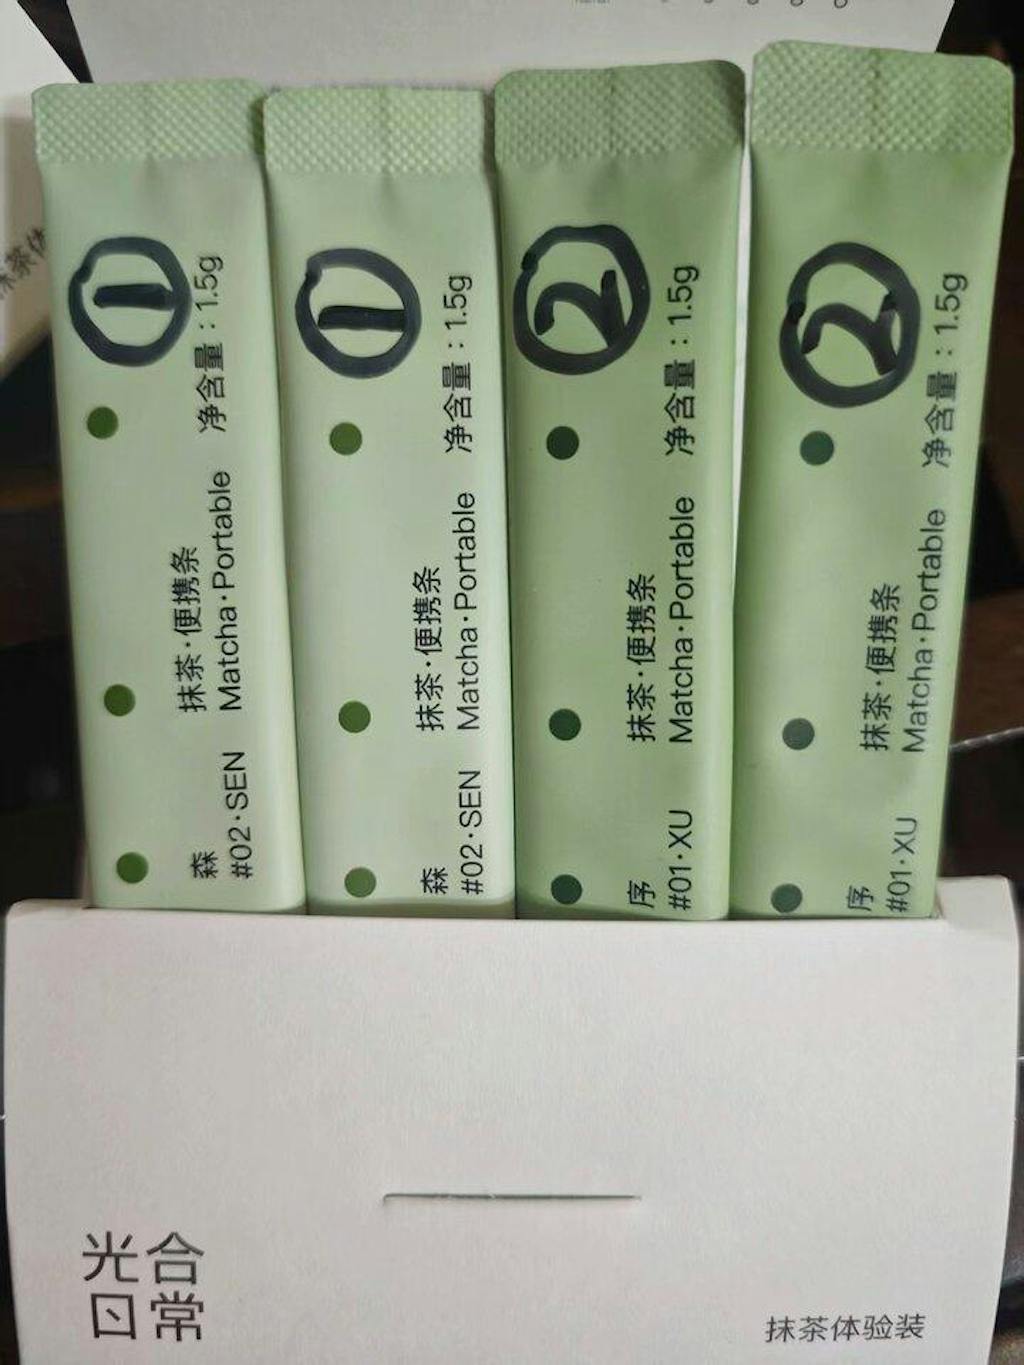 ①
净含量：1.5g
抹茶·便携条
Matcha·Portable
森
#02·SEN
①
净含量：1.5g
抹茶·便携条
Matcha·Portable
森
#02·SEN
②
净含量：1.5g
抹茶·便携条
Matcha·Portable
序
#01·XU
②
净含量：1.5g
抹茶·便携条
Matcha·Portable
序
#01·XU
抹茶体
光合
日常
抹茶体验装